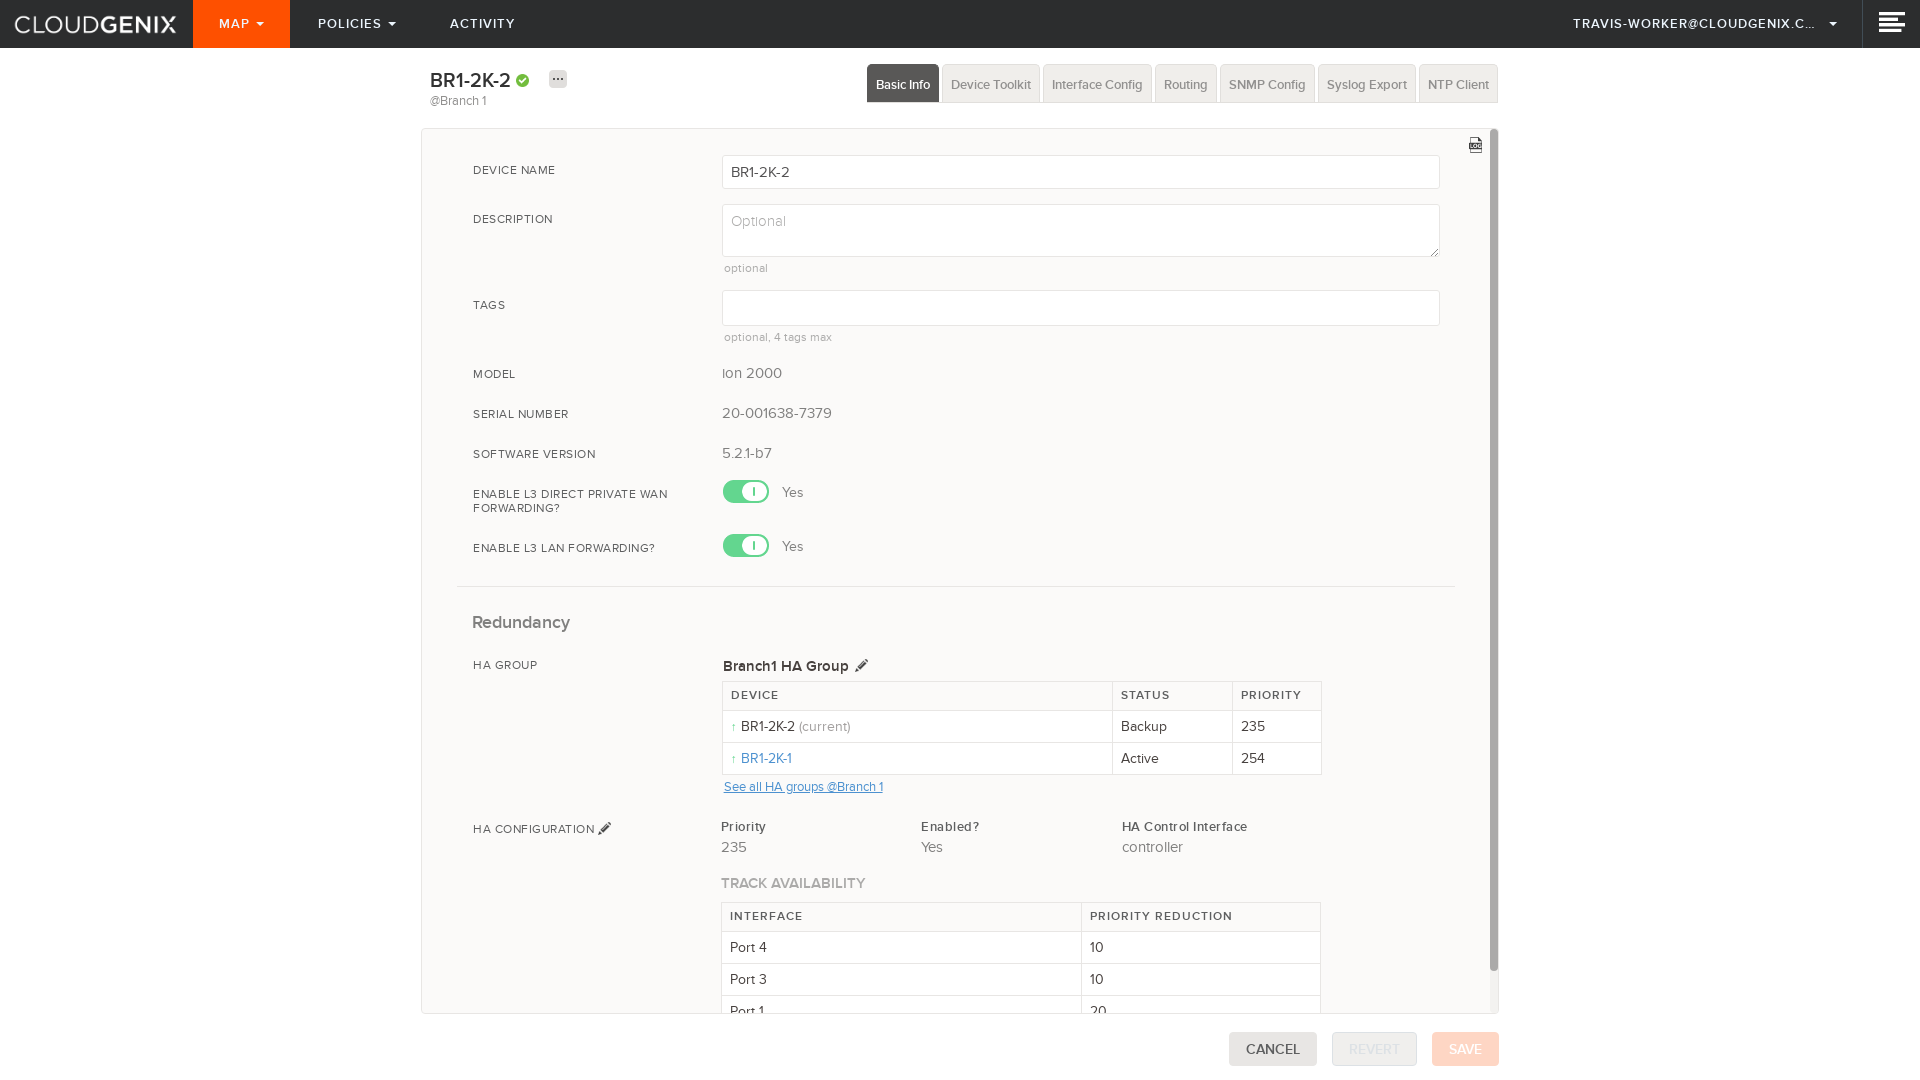 CLOUDGENIX
MAP
POLICIES
ACTIVITY
TRAVIS-WORKER@CLOUDGENIX.C...
BR1-2K-2
@Branch 1
Basic Info
Device Toolkit
Interface Config
Routing
SNMP Config
Syslog Export
NTP Client
LOG
DEVICE NAME
BR1-2K-2
DESCRIPTION
Optional
optional
TAGS
optional, 4 tags max
MODEL
ion 2000
SERIAL NUMBER
20-001638-7379
SOFTWARE VERSION
5.2.1-b7
ENABLE L3 DIRECT PRIVATE WAN
FORWARDING?
Yes
ENABLE L3 LAN FORWARDING?
Yes
Redundancy
HA GROUP
Branch1 HA Group
DEVICE STATUS PRIORITY
↑ BR1-2K-2 (current) Backup 235
↑ BR1-2K-1 Active 254
See all HA groups @Branch 1
HA CONFIGURATION
Priority Enabled? HA Control Interface
235 Yes controller
TRACK AVAILABILITY
INTERFACE PRIORITY REDUCTION
Port 4 10
Port 3 10
Port 1 20
CANCEL
REVERT
SAVE